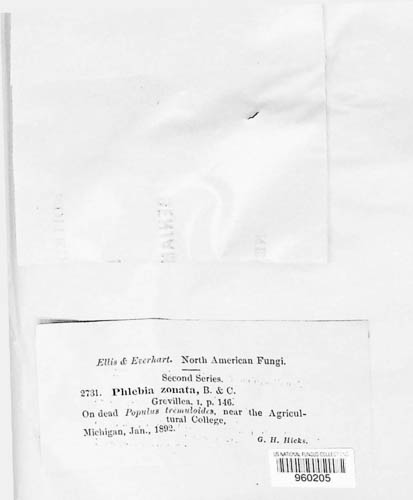 Ellis & Everhart. North American Fungi.
Second Series.
2731. Phlebia zonata, B. & C.
Grevillea, 1, p. 146.
On dead Populus tremuloides, near the Agricul-
tural College,
Michigan, Jan., 1892.
G. H. Hicks.
US NATIONAL FUNGUS COLLECTIONS
960205